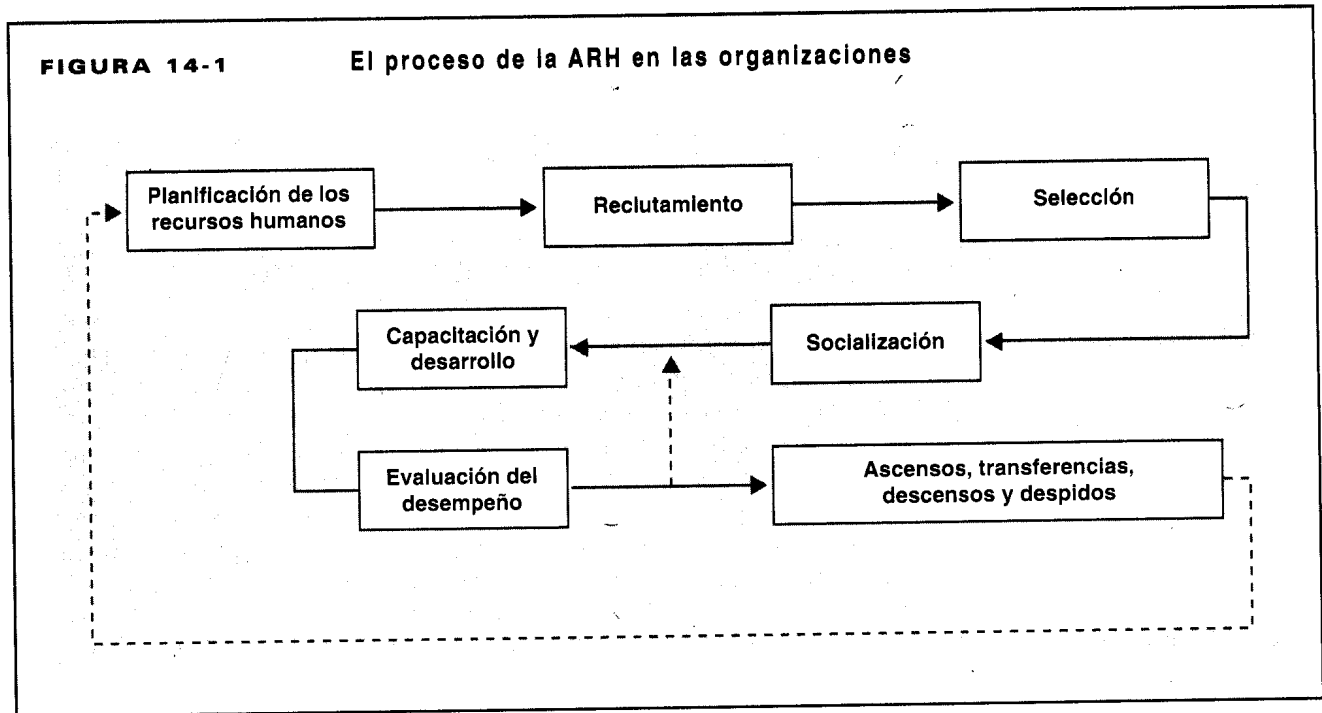 FIGURA 14-1 El proceso de la ARH en las organizaciones
Planificación de los
recursos humanos
Reclutamiento
Selección
Capacitación y
desarrollo
Socialización
Evaluación del
desempeño
Ascensos, transferencias,
descensos y despidos